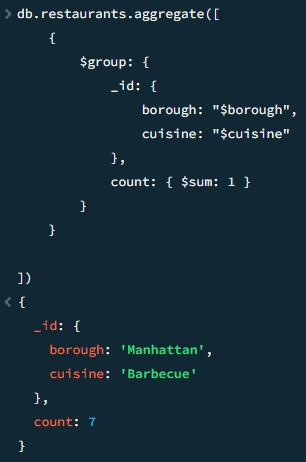 > db.restaurants.aggregate([
{
$group: {
_id: {
borough: "$borough",
cuisine: "$cuisine"
},
count: { $sum: 1 }
}
}
])
< {
_id: {
borough: 'Manhattan',
cuisine: 'Barbecue'
},
count: 7
}